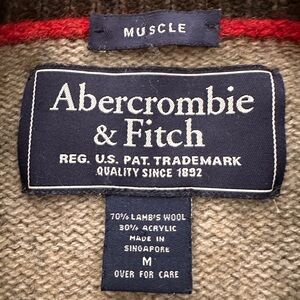 MUSCLE
Abercrombie
& Fitch
REG. U.S. PAT. TRADEMARK
QUALITY SINCE 1892
70% LAMB'S WOOL
30% ACRYLIC
MADE IN
SINGAPORE
M
OVER FOR CARE